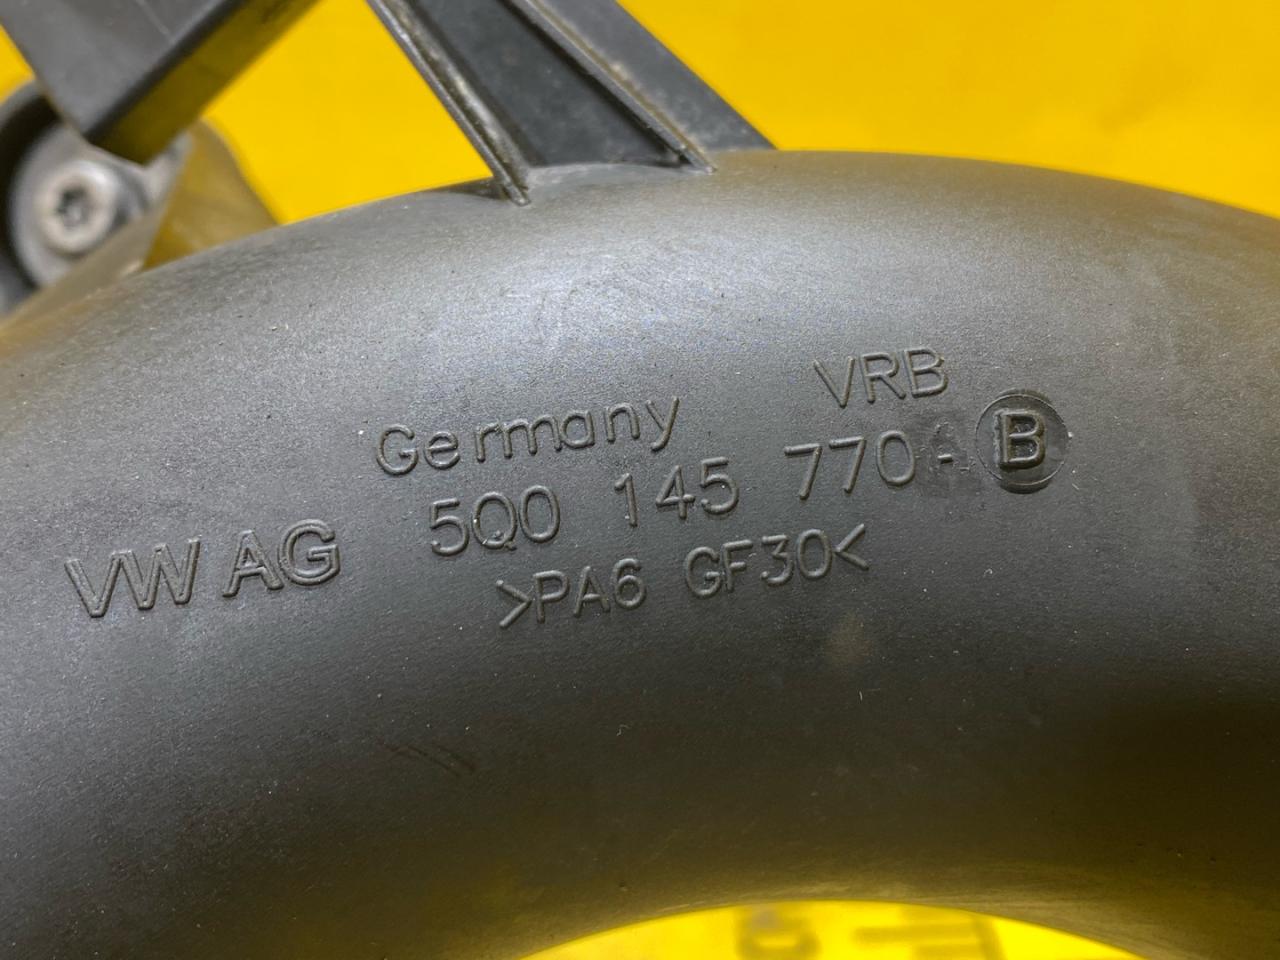 VRB
Germany
5Q0 145 770 - B
VW AG
>PA6 GF30<